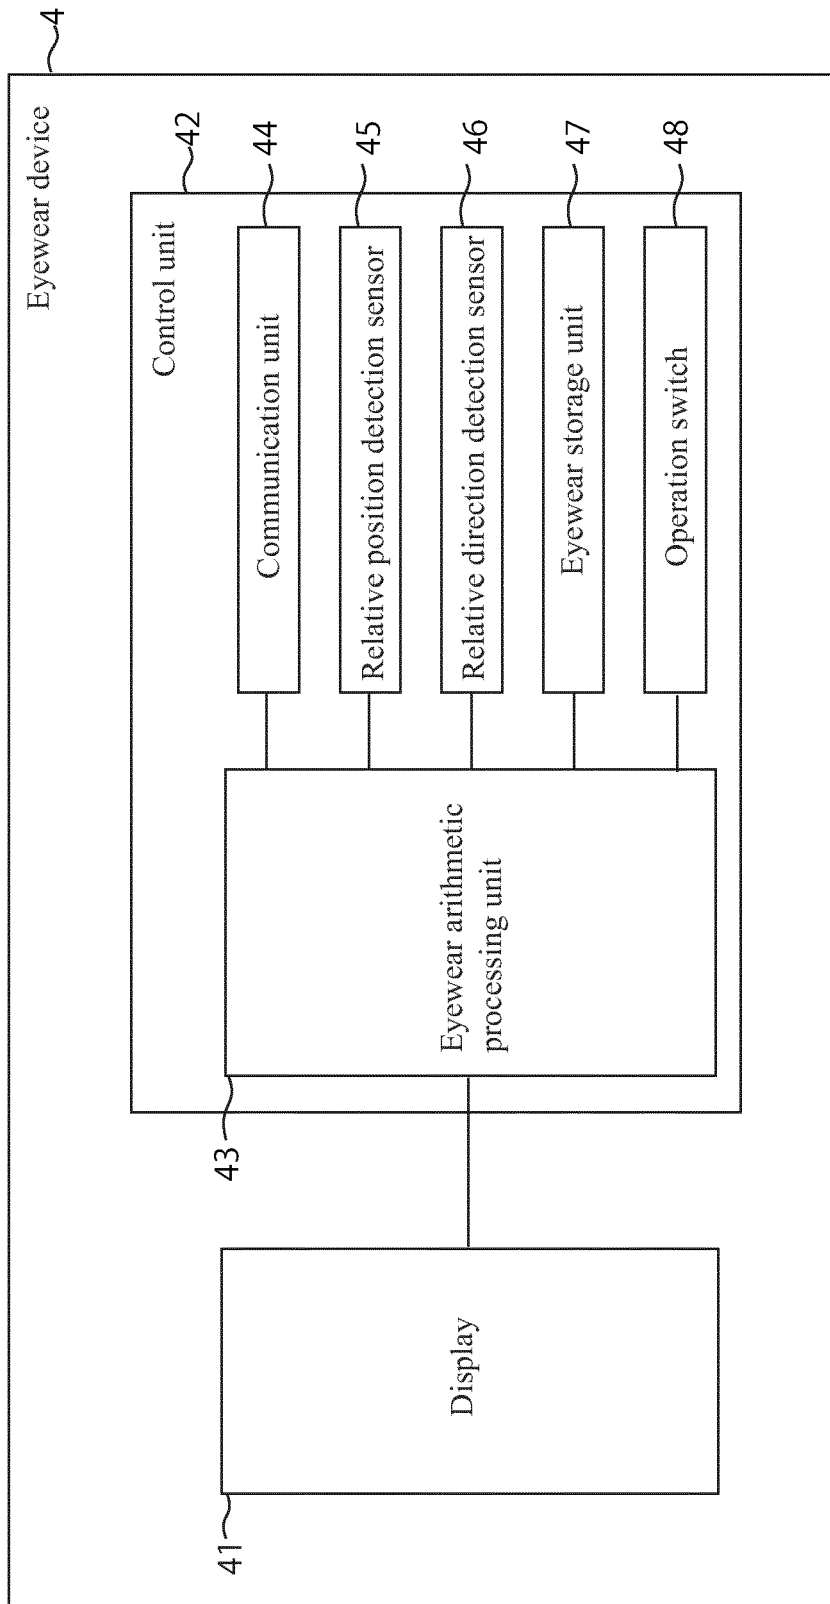 4
Eyewear device
42
Control unit
44
Communication unit
45
Relative position detection sensor
46
Relative direction detection sensor
47
Eyewear storage unit
48
Operation switch
43
Eyewear arithmetic
processing unit
41
Display